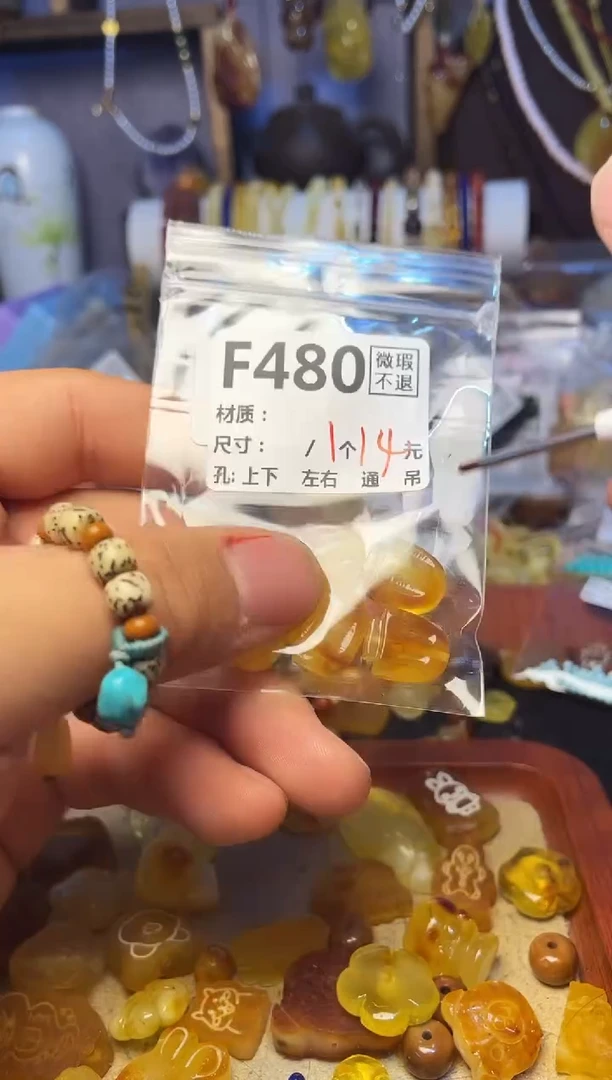 F480 微瑕
不退
材质：
尺寸： / 1个14元
孔: 上下 左右 通 吊